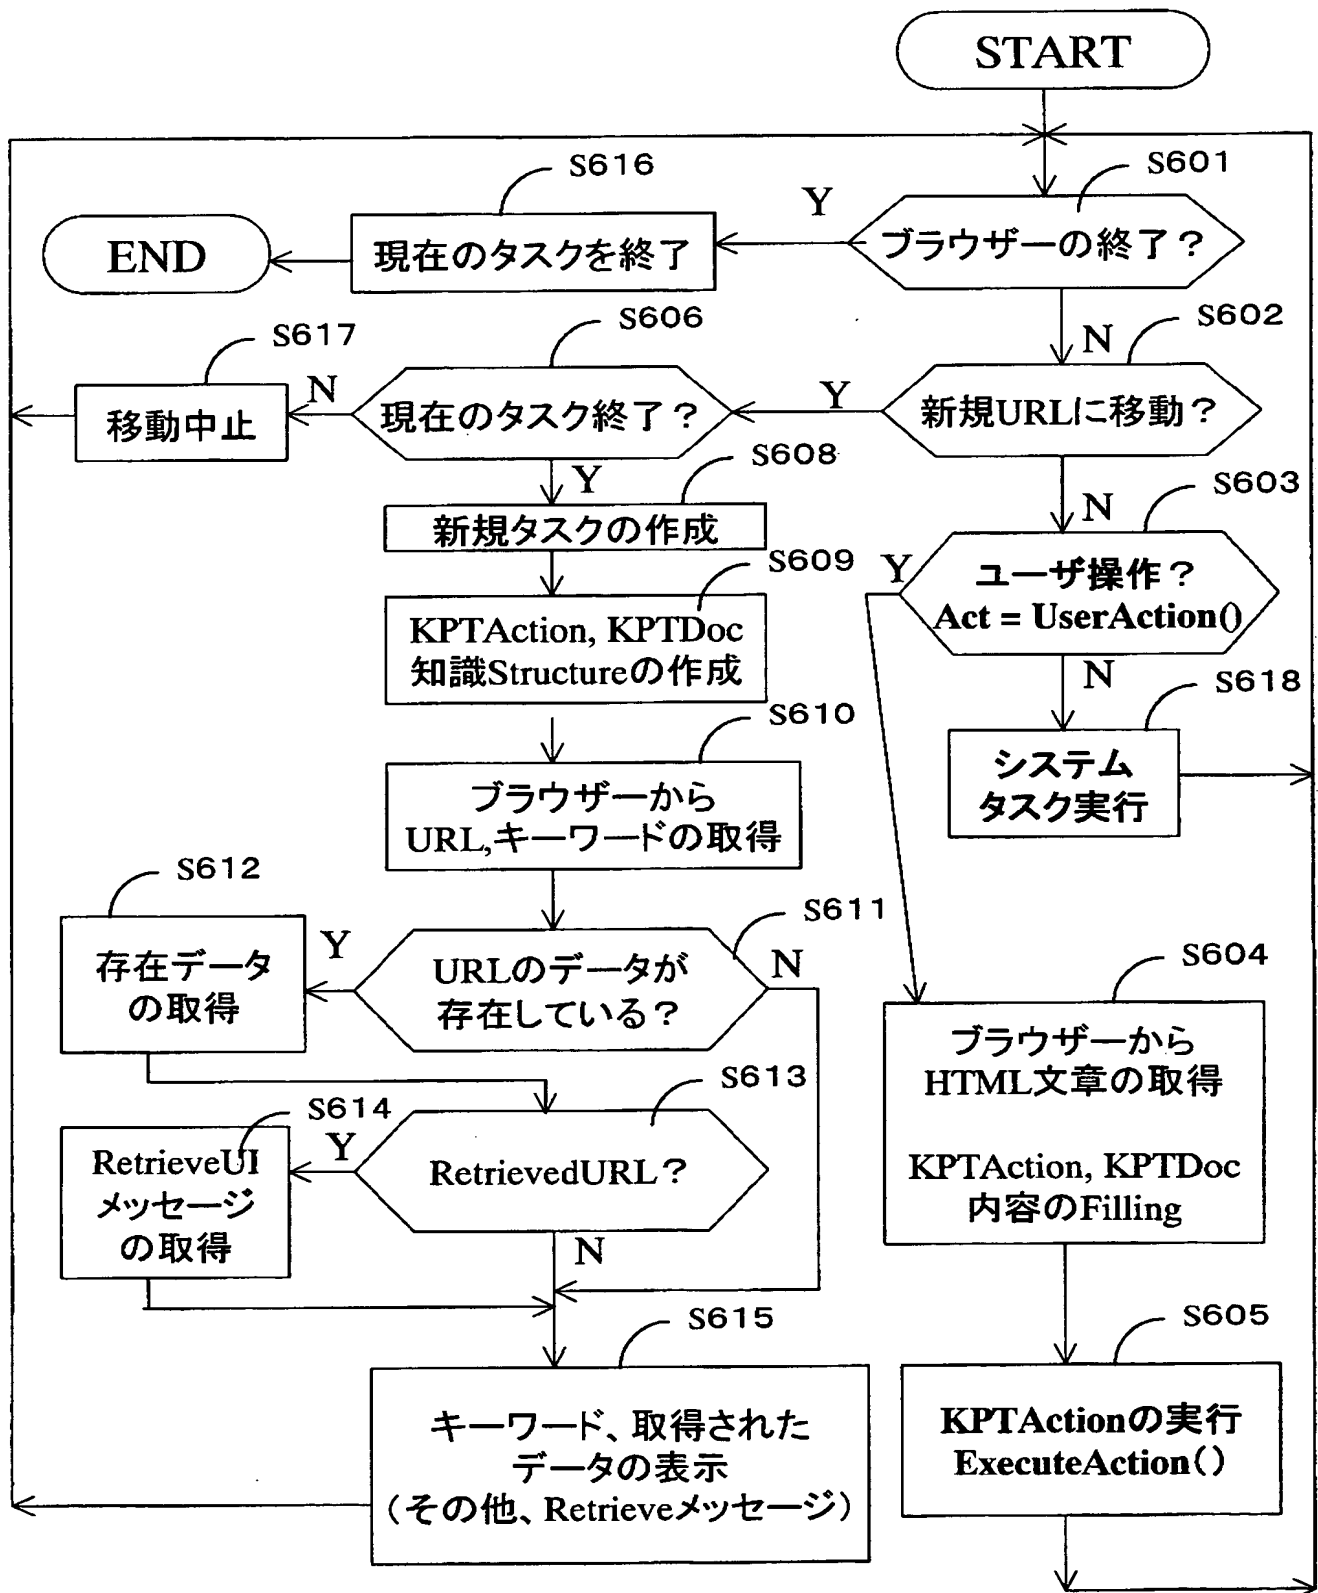 START
S601
S616
Y
ブラウザーの終了?
現在のタスクを終了
END
N
S602
S606
S617
新規URLに移動?
Y
現在のタスク終了?
N
移動中止
N
S603
Y
S608
新規タスクの作成
Y
ユーザ操作?
Act = UserAction()
S609
KPTAction, KPTDoc
知識Structureの作成
N
S618
システム
タスク実行
S610
ブラウザーから
URL,キーワードの取得
S611
S612
URLのデータが
存在している?
Y
N
存在データ
の取得
S604
ブラウザーから
HTML文章の取得
KPTAction, KPTDoc
内容のFilling
S613
RetrievedURL?
S614
Y
RetrieveUI
メッセージ
の取得
N
S615
キーワード、取得された
データの表示
(その他、Retrieveメッセージ)
S605
KPTActionの実行
ExecuteAction()